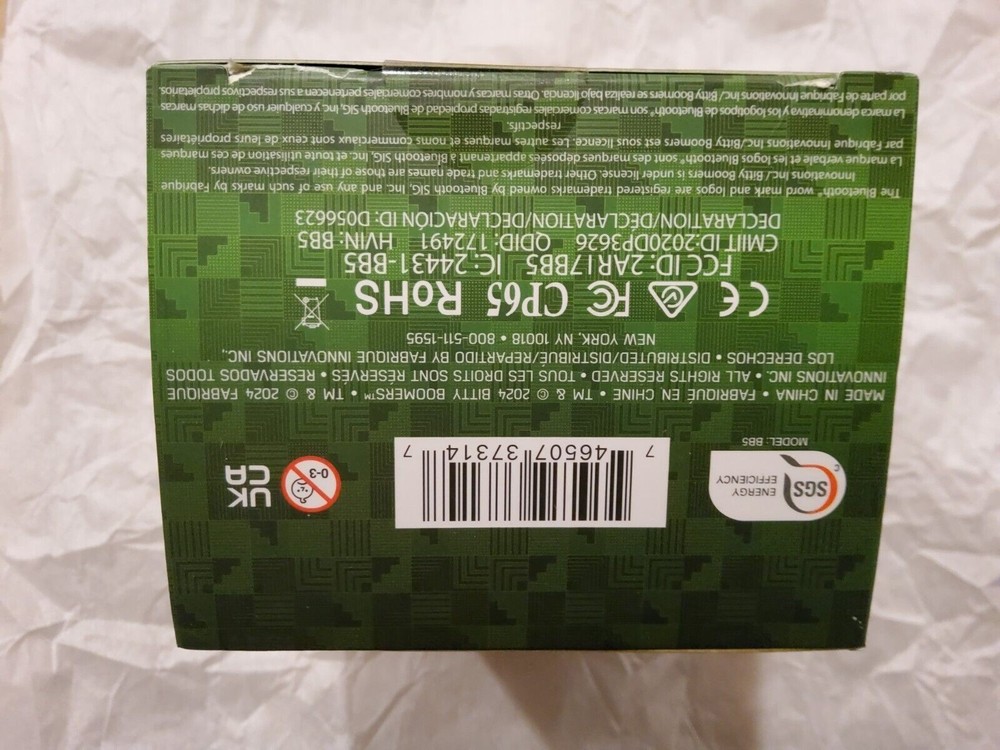 SGS
ENERGY
EFFICIENCY
C
MODEL: BB5
7 46507 37314 7
0-3
UK
CA
MADE IN CHINA • FABRIQUÉ EN CHINE • TM & © 2024 BITTY BOOMERS™ • TM & © 2024 FABRIQUE
INNOVATIONS INC. • ALL RIGHTS RESERVED • TOUS LES DROITS SONT RÉSERVÉS • RESERVADOS TODOS
LOS DERECHOS • DISTRIBUTED/DISTRIBUÉ/REPARTIDO BY FABRIQUE INNOVATIONS INC.,
NEW YORK, NY 10018 • 800-511-1595
CE FC CP65 RoHS
FCC ID: 2ARI7BB5 IC: 24431-BB5
CMIIT ID: 2020DP3626 QDID: 172491 HVIN: BB5
DECLARATION/DÉCLARATION/DECLARACIÓN ID: D056623
The Bluetooth® word mark and logos are registered trademarks owned by Bluetooth SIG, Inc. and any use of such marks by Fabrique
Innovations Inc./ Bitty Boomers is under license. Other trademarks and trade names are those of their respective owners.
La marque verbale et les logos Bluetooth® sont des marques déposées appartenant à Bluetooth SIG, Inc. et toute utilisation de ces marques
par Fabrique Innovations Inc./ Bitty Boomers est sous licence. Les autres marques et noms commerciaux sont ceux de leurs propriétaires
respectifs.
La marca denominativa y los logotipos de Bluetooth® son marcas comerciales registradas propiedad de Bluetooth SIG, Inc. y cualquier uso de dichas marcas
por parte de Fabrique Innovations Inc./ Bitty Boomers se realiza bajo licencia. Otras marcas y nombres comerciales pertenecen a sus respectivos propietarios.